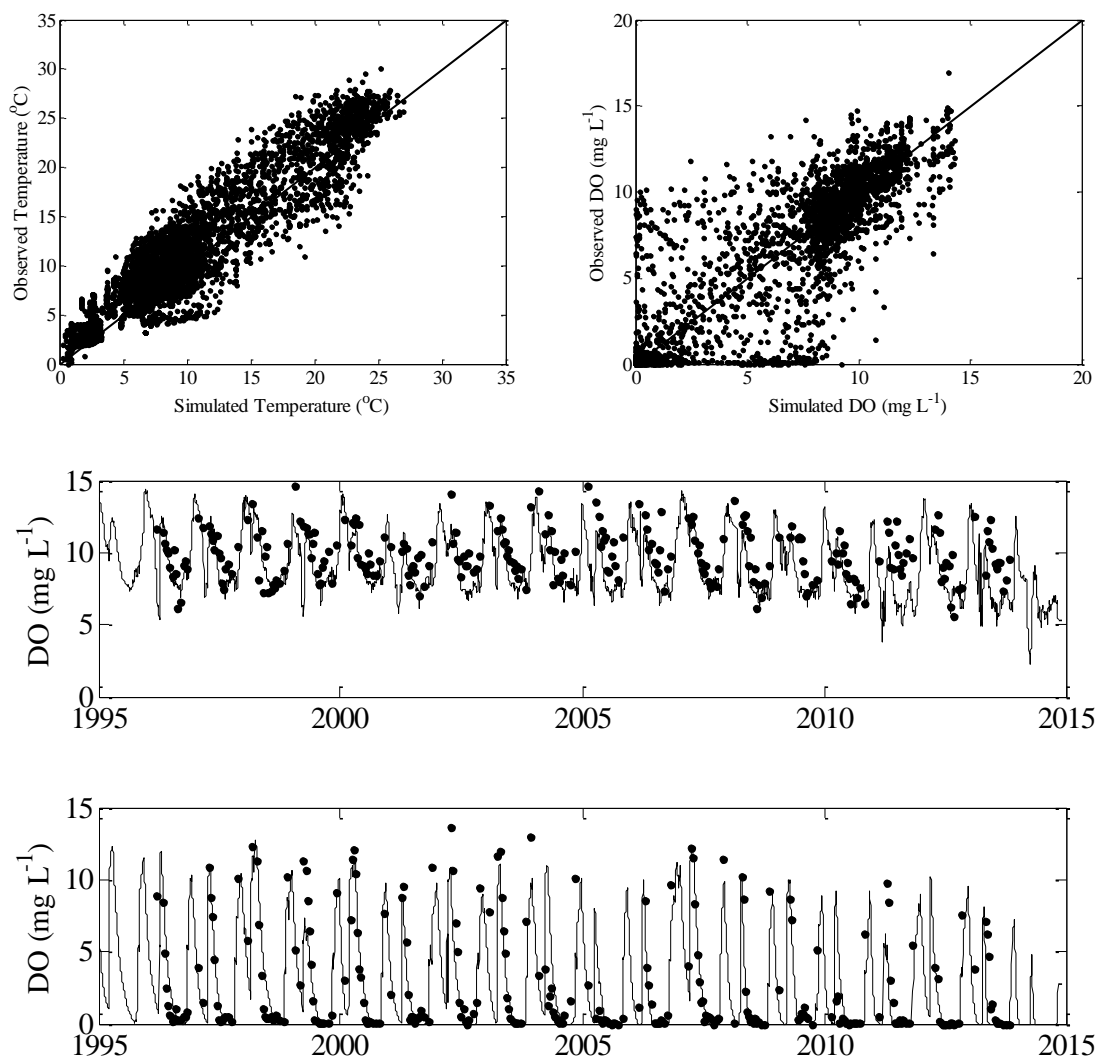 35
30
25
20
15
10
5
0
Observed Temperature (°C)
0 5 10 15 20 25 30 35
Simulated Temperature (°C)
20
15
10
5
0
Observed DO (mg L⁻¹)
0 5 10 15 20
Simulated DO (mg L⁻¹)
15
10
5
0
DO (mg L⁻¹)
1995 2000 2005 2010 2015
15
10
5
0
DO (mg L⁻¹)
1995 2000 2005 2010 2015